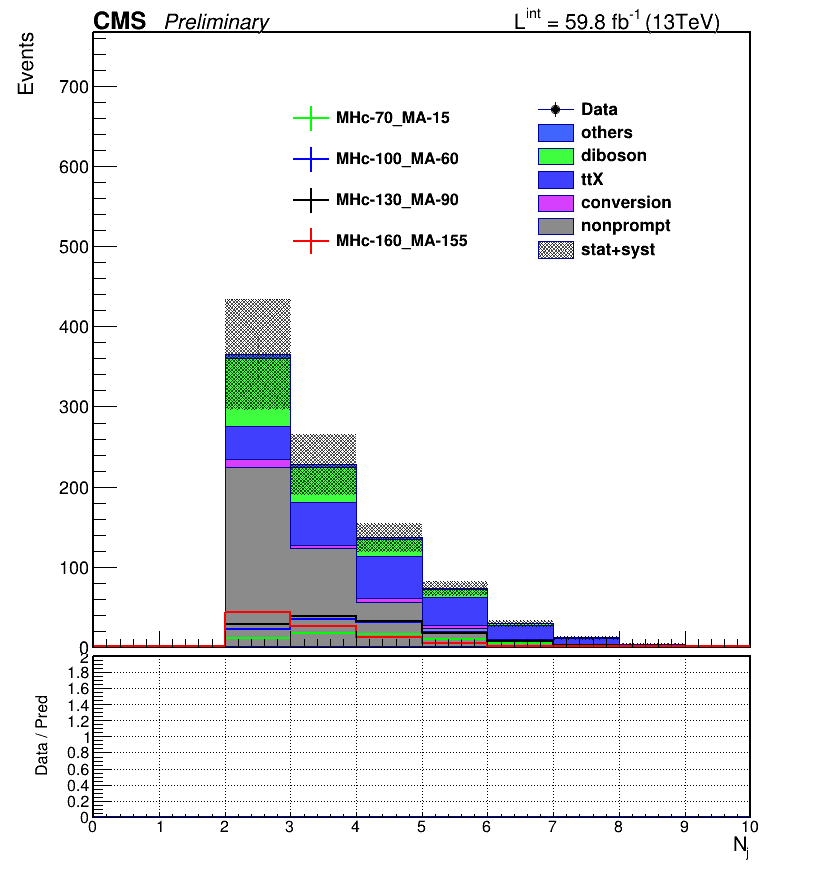 CMS Preliminary L^int = 59.8 fb^-1 (13TeV)
Events
700
600
500
400
300
200
100
0
MHc-70_MA-15
MHc-100_MA-60
MHc-130_MA-90
MHc-160_MA-155
Data
others
diboson
ttX
conversion
nonprompt
stat+syst
Data / Pred
2
1.8
1.6
1.4
1.2
1
0.8
0.6
0.4
0.2
0
0 1 2 3 4 5 6 7 8 9 10
N_j